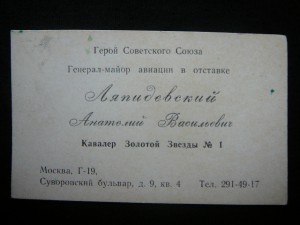 Герой Советского Союза
Генерал-майор авиации в отставке
Ляпидевский
Анатолий Васильевич
Кавалер Золотой Звезды № 1
Москва, Г-19,
Суворовский бульвар, д. 9, кв. 4 Тел. 291-49-17